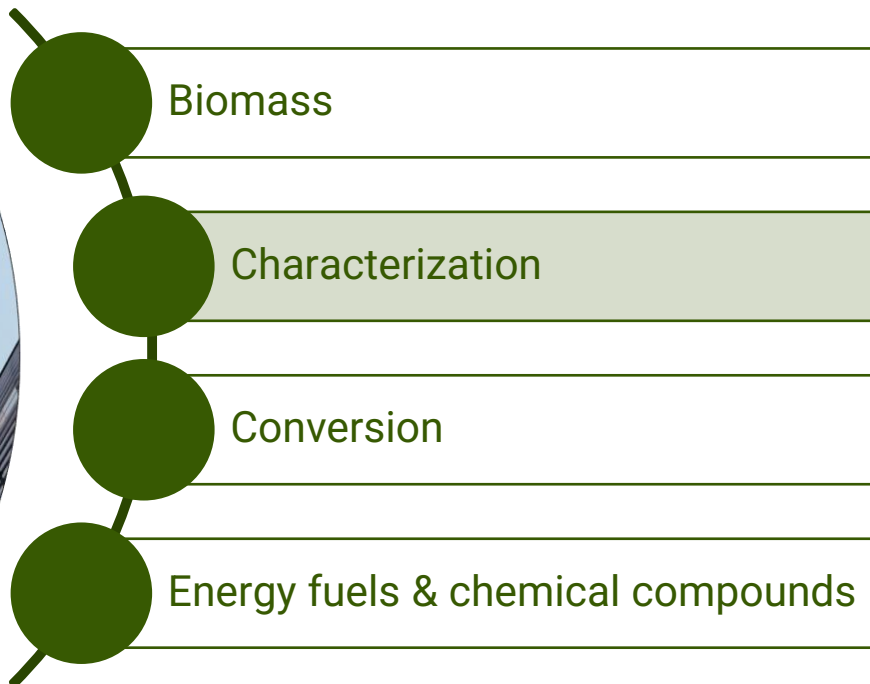 Biomass
Characterization
Conversion
Energy fuels & chemical compounds